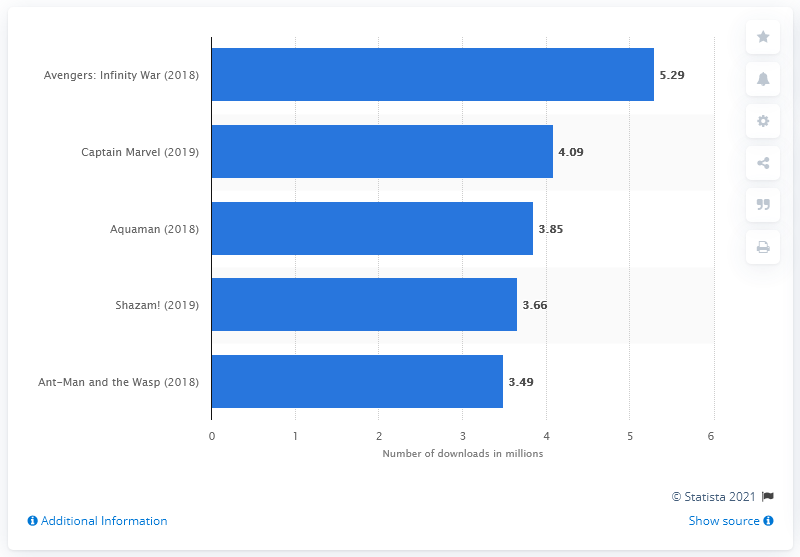 Avengers: Infinity War (2018)
5.29
Captain Marvel (2019)
4.09
Aquaman (2018)
3.85
Shazam! (2019)
3.66
Ant-Man and the Wasp (2018)
3.49
0 1 2 3 4 5 6
Number of downloads in millions
© Statista 2021
Additional Information
Show source